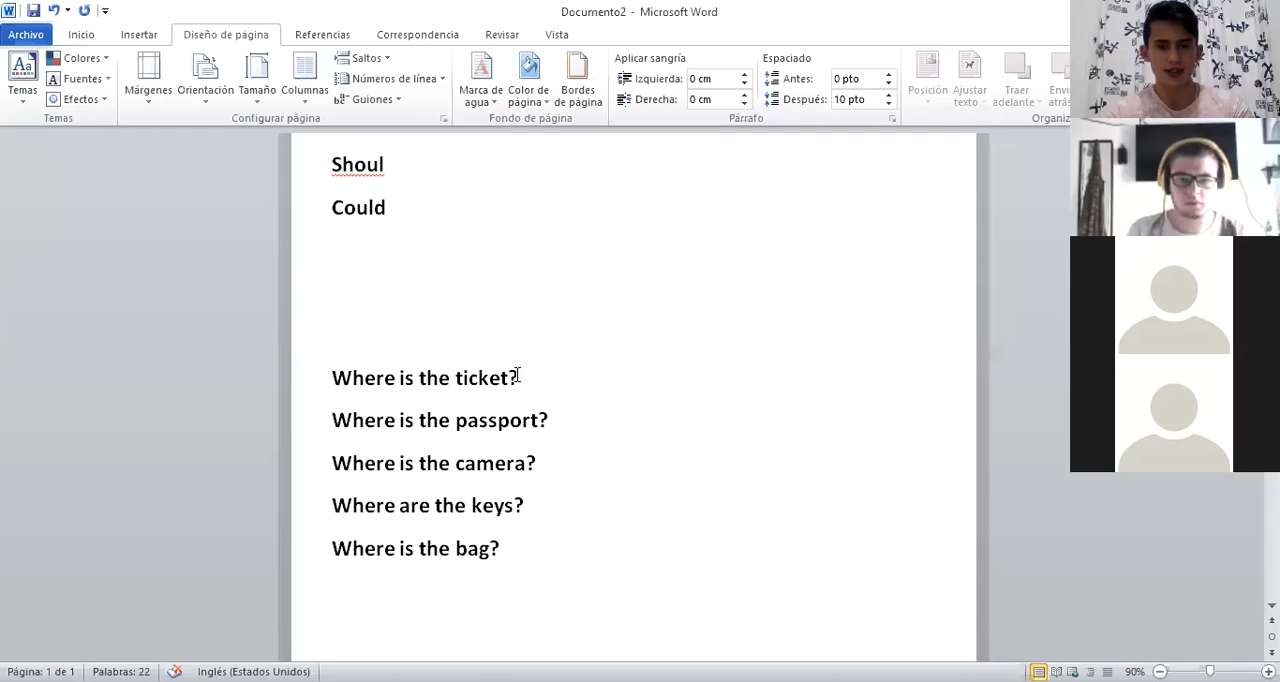 Documento2 - Microsoft Word
Archivo Inicio Insertar Diseño de página Referencias Correspondencia Revisar Vista
Colores Saltos Aplicar sangría Espaciado
Aa Fuentes Números de línea Izquierda: 0 cm Antes: 0 pto
Temas Efectos Márgenes Orientación Tamaño Columnas Guiones Marca de agua Color de página Bordes de página Derecha: 0 cm Después: 10 pto Posición Ajustar texto Traer adelante
Temas Configurar página Fondo de página Párrafo
Shoul
Could
Where is the ticket?
Where is the passport?
Where is the camera?
Where are the keys?
Where is the bag?
Página: 1 de 1 Palabras: 22 Inglés (Estados Unidos) 90%